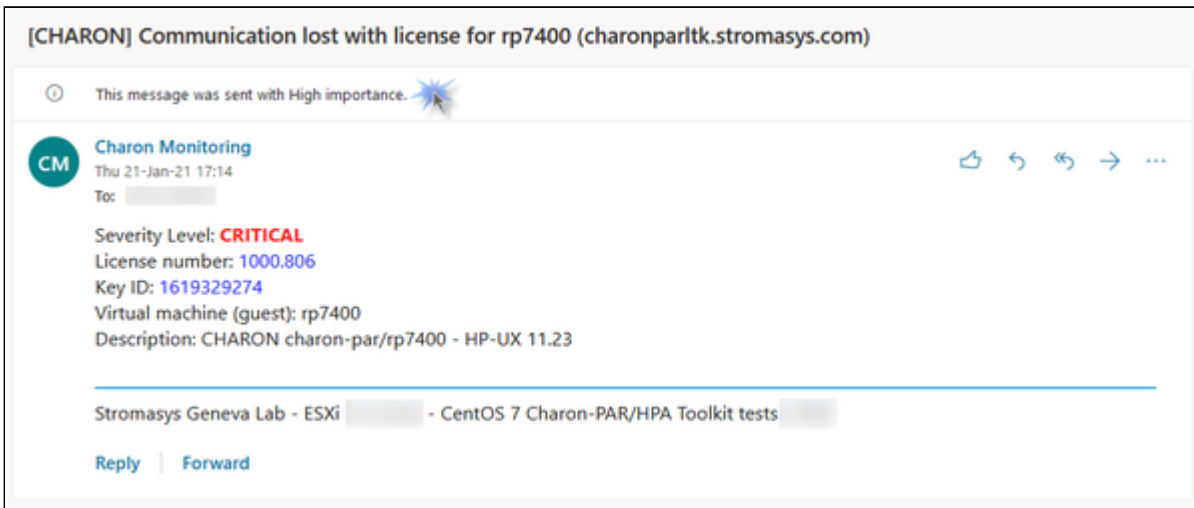 [CHARON] Communication lost with license for rp7400 (charonparltk.stromasys.com)
This message was sent with High importance.
CM
Charon Monitoring
Thu 21-Jan-21 17:14
To:
Severity Level: CRITICAL
License number: 1000.806
Key ID: 1619329274
Virtual machine (guest): rp7400
Description: CHARON charon-par/rp7400 - HP-UX 11.23
Stromasys Geneva Lab - ESXi - CentOS 7 Charon-PAR/HPA Toolkit tests
Reply Forward